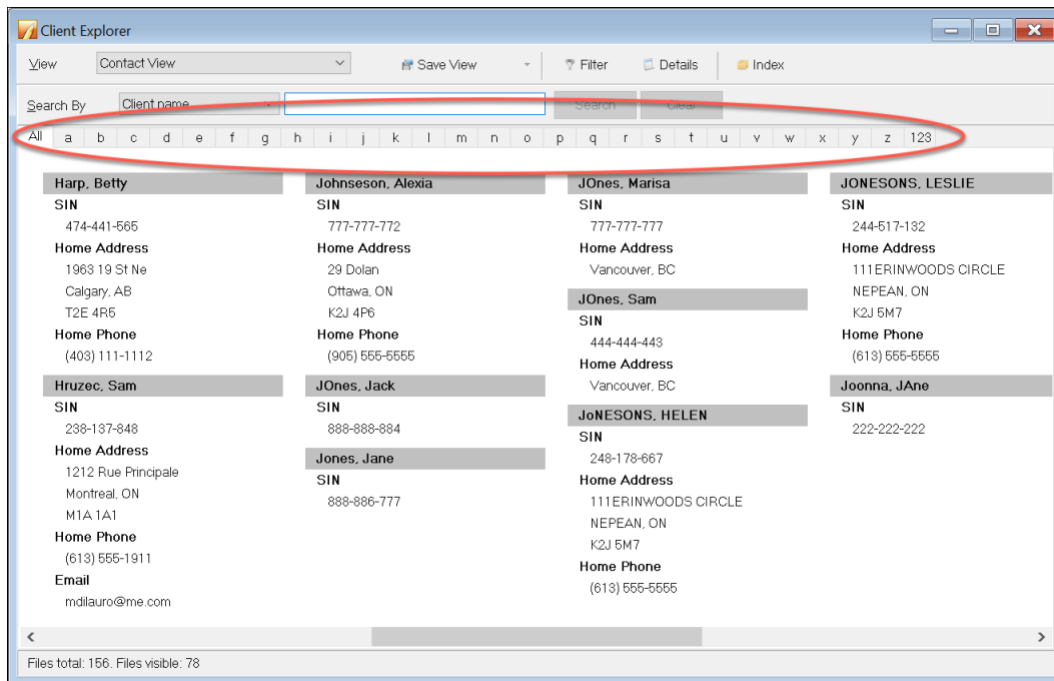 Client Explorer
View Contact View Save View Filter Details Index
Search By Client name Search Clear
All a b c d e f g h i j k l m n o p q r s t u v w x y z 123
Harp, Betty
SIN
474-441-565
Home Address
1963 19 St Ne
Calgary, AB
T2E 4R5
Home Phone
(403) 111-1112
Hruzec, Sam
SIN
238-137-848
Home Address
1212 Rue Principale
Montreal, ON
M1A 1A1
Home Phone
(613) 555-1911
Email
mdilauro@me.com
Johnseson, Alexia
SIN
777-777-772
Home Address
29 Dolan
Ottawa, ON
K2J 4P6
Home Phone
(905) 555-5555
JOnes, Jack
SIN
888-888-884
Jones, Jane
SIN
888-886-777
JOnes, Marisa
SIN
777-777-777
Home Address
Vancouver, BC
JOnes, Sam
SIN
444-444-443
Home Address
Vancouver, BC
JoNESONS, HELEN
SIN
248-178-667
Home Address
111ERINWOODS CIRCLE
NEPEAN, ON
K2J 5M7
Home Phone
(613) 555-5555
JONESONS, LESLIE
SIN
244-517-132
Home Address
111ERINWOODS CIRCLE
NEPEAN, ON
K2J 5M7
Home Phone
(613) 555-5555
Joonna, JAne
SIN
222-222-222
Files total: 156. Files visible: 78